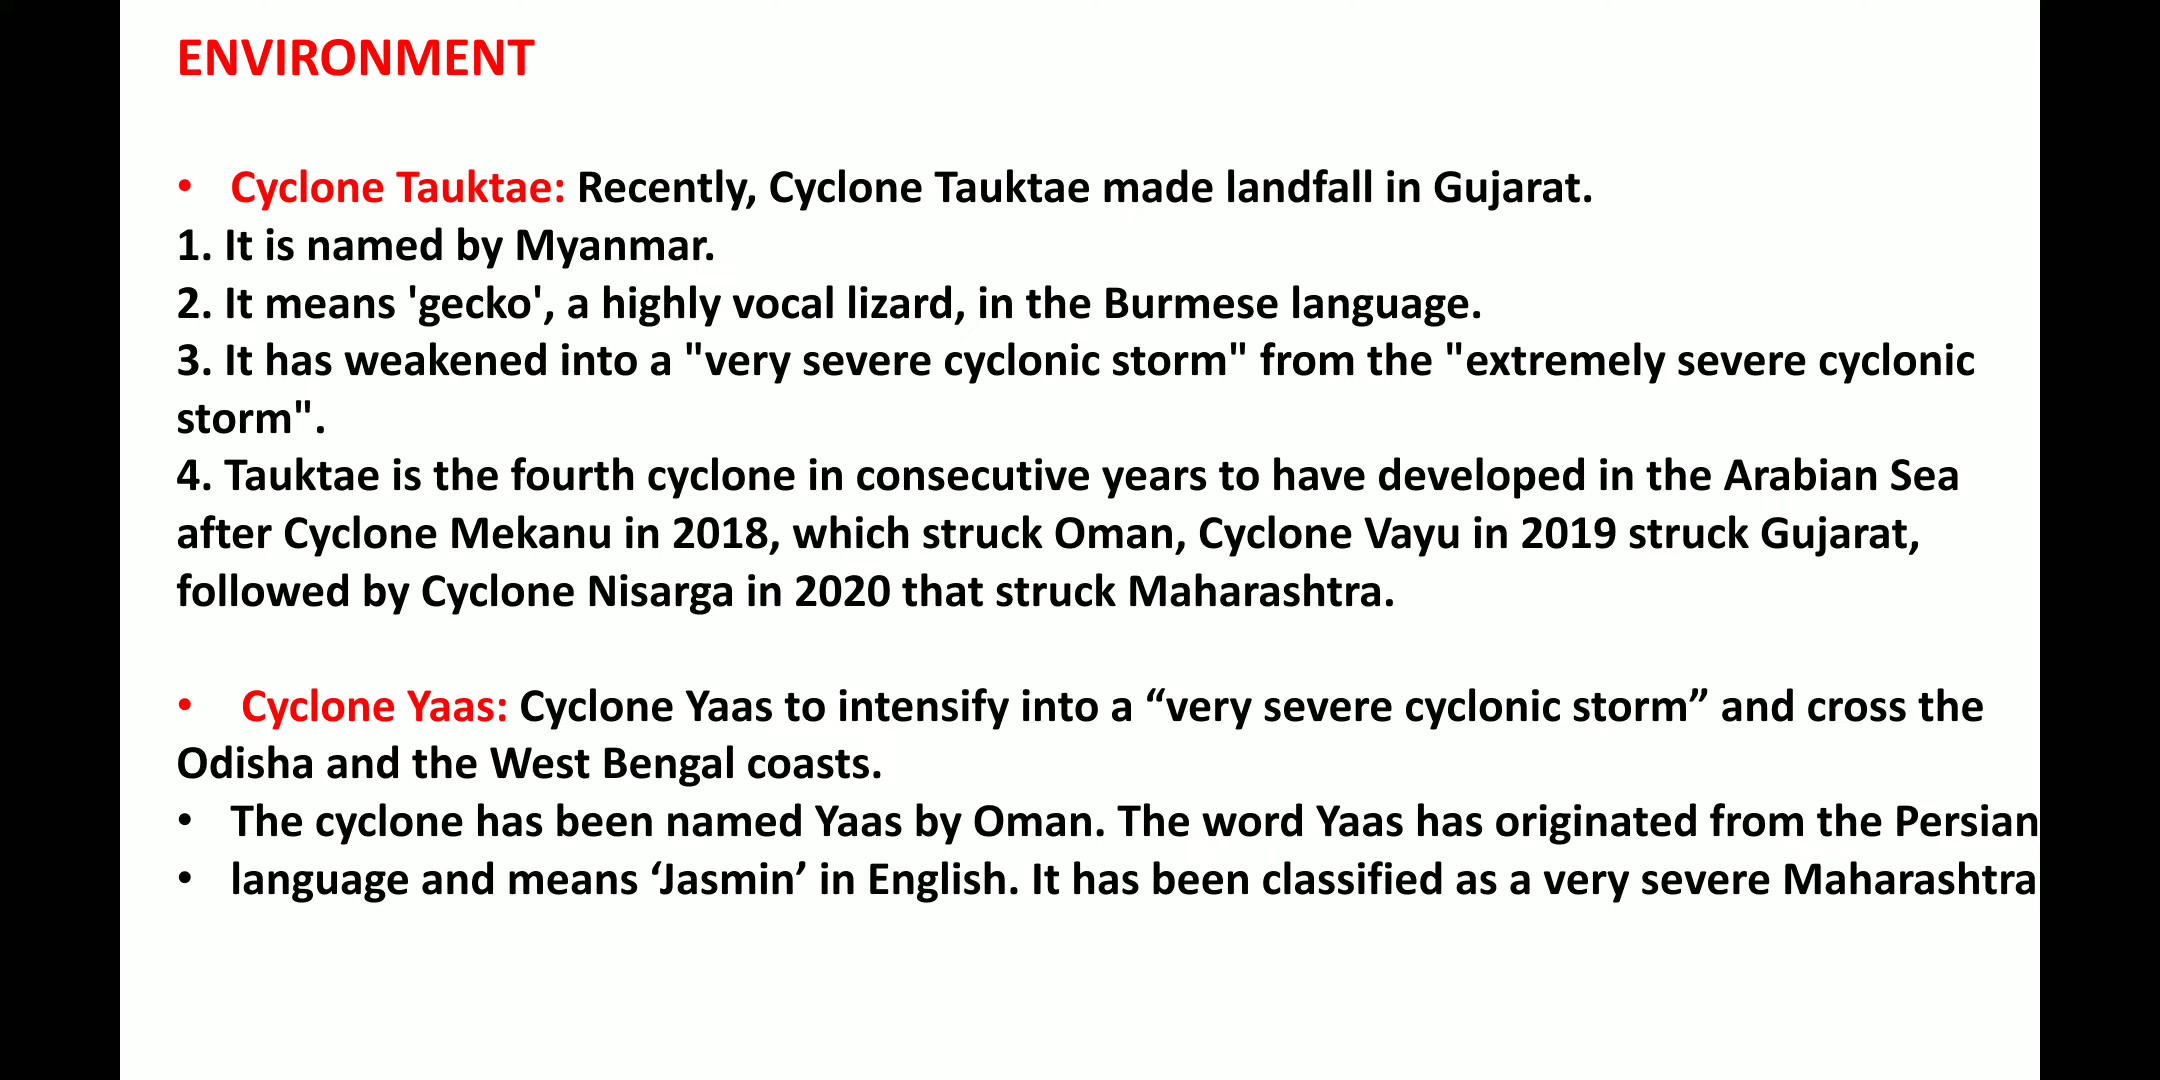 ENVIRONMENT
• Cyclone Tauktae: Recently, Cyclone Tauktae made landfall in Gujarat.
1. It is named by Myanmar.
2. It means 'gecko', a highly vocal lizard, in the Burmese language.
3. It has weakened into a "very severe cyclonic storm" from the "extremely severe cyclonic
storm".
4. Tauktae is the fourth cyclone in consecutive years to have developed in the Arabian Sea
after Cyclone Mekanu in 2018, which struck Oman, Cyclone Vayu in 2019 struck Gujarat,
followed by Cyclone Nisarga in 2020 that struck Maharashtra.
• Cyclone Yaas: Cyclone Yaas to intensify into a “very severe cyclonic storm” and cross the
Odisha and the West Bengal coasts.
• The cyclone has been named Yaas by Oman. The word Yaas has originated from the Persian
• language and means ‘Jasmin’ in English. It has been classified as a very severe Maharashtra